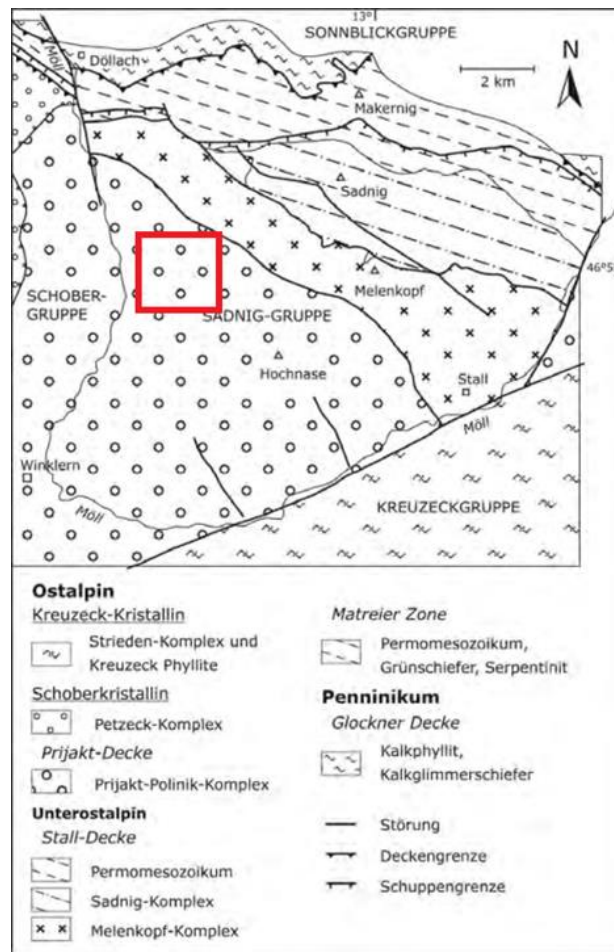 13°
SONNBLICKGRUPPE
Möll
Döllach
N
2 km
Makernig
Sadnig
46°5
SCHOBER-
GRUPPE
Melenkopf
SADNIG-GRUPPE
Hochnase
Stall
Möll
Winklern
KREUZECKGRUPPE
Möll
Ostalpin
Kreuzeck-Kristallin
Strieden-Komplex und
Kreuzeck Phyllite
Schoberkristallin
Petzeck-Komplex
Prijakt-Decke
Prijakt-Polinik-Komplex
Unterostalpin
Stall-Decke
Permomesozoikum
Sadnig-Komplex
Melenkopf-Komplex
Matreier Zone
Permomesozoikum,
Grünschiefer, Serpentinit
Penninikum
Glockner Decke
Kalkphyllit,
Kalkglimmerschiefer
Störung
Deckengrenze
Schuppengrenze